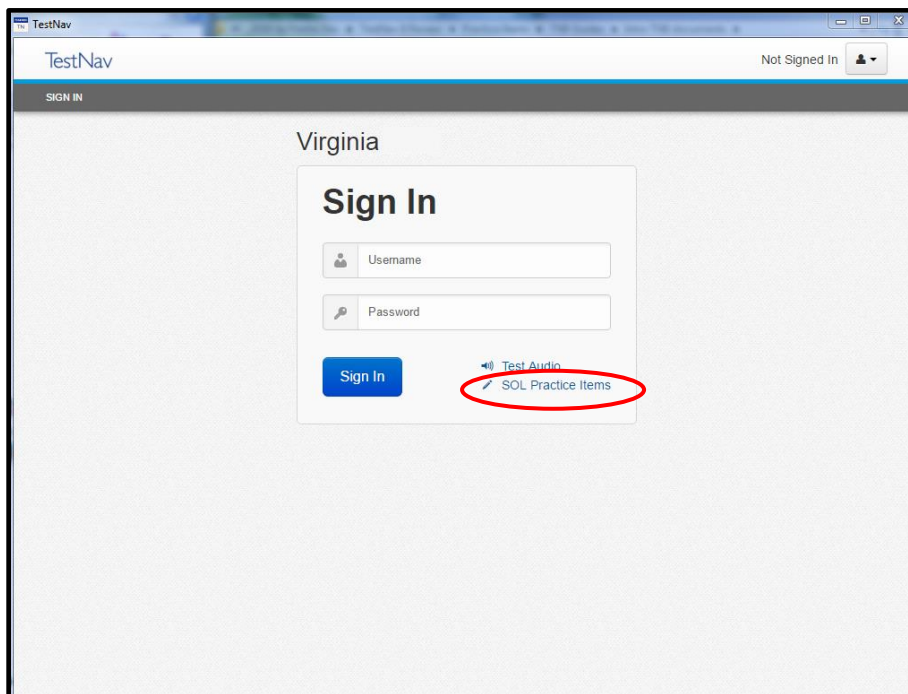 TestNav
TestNav
Not Signed In
SIGN IN
Virginia
Sign In
Username
Password
Sign In
Test Audio
SOL Practice Items